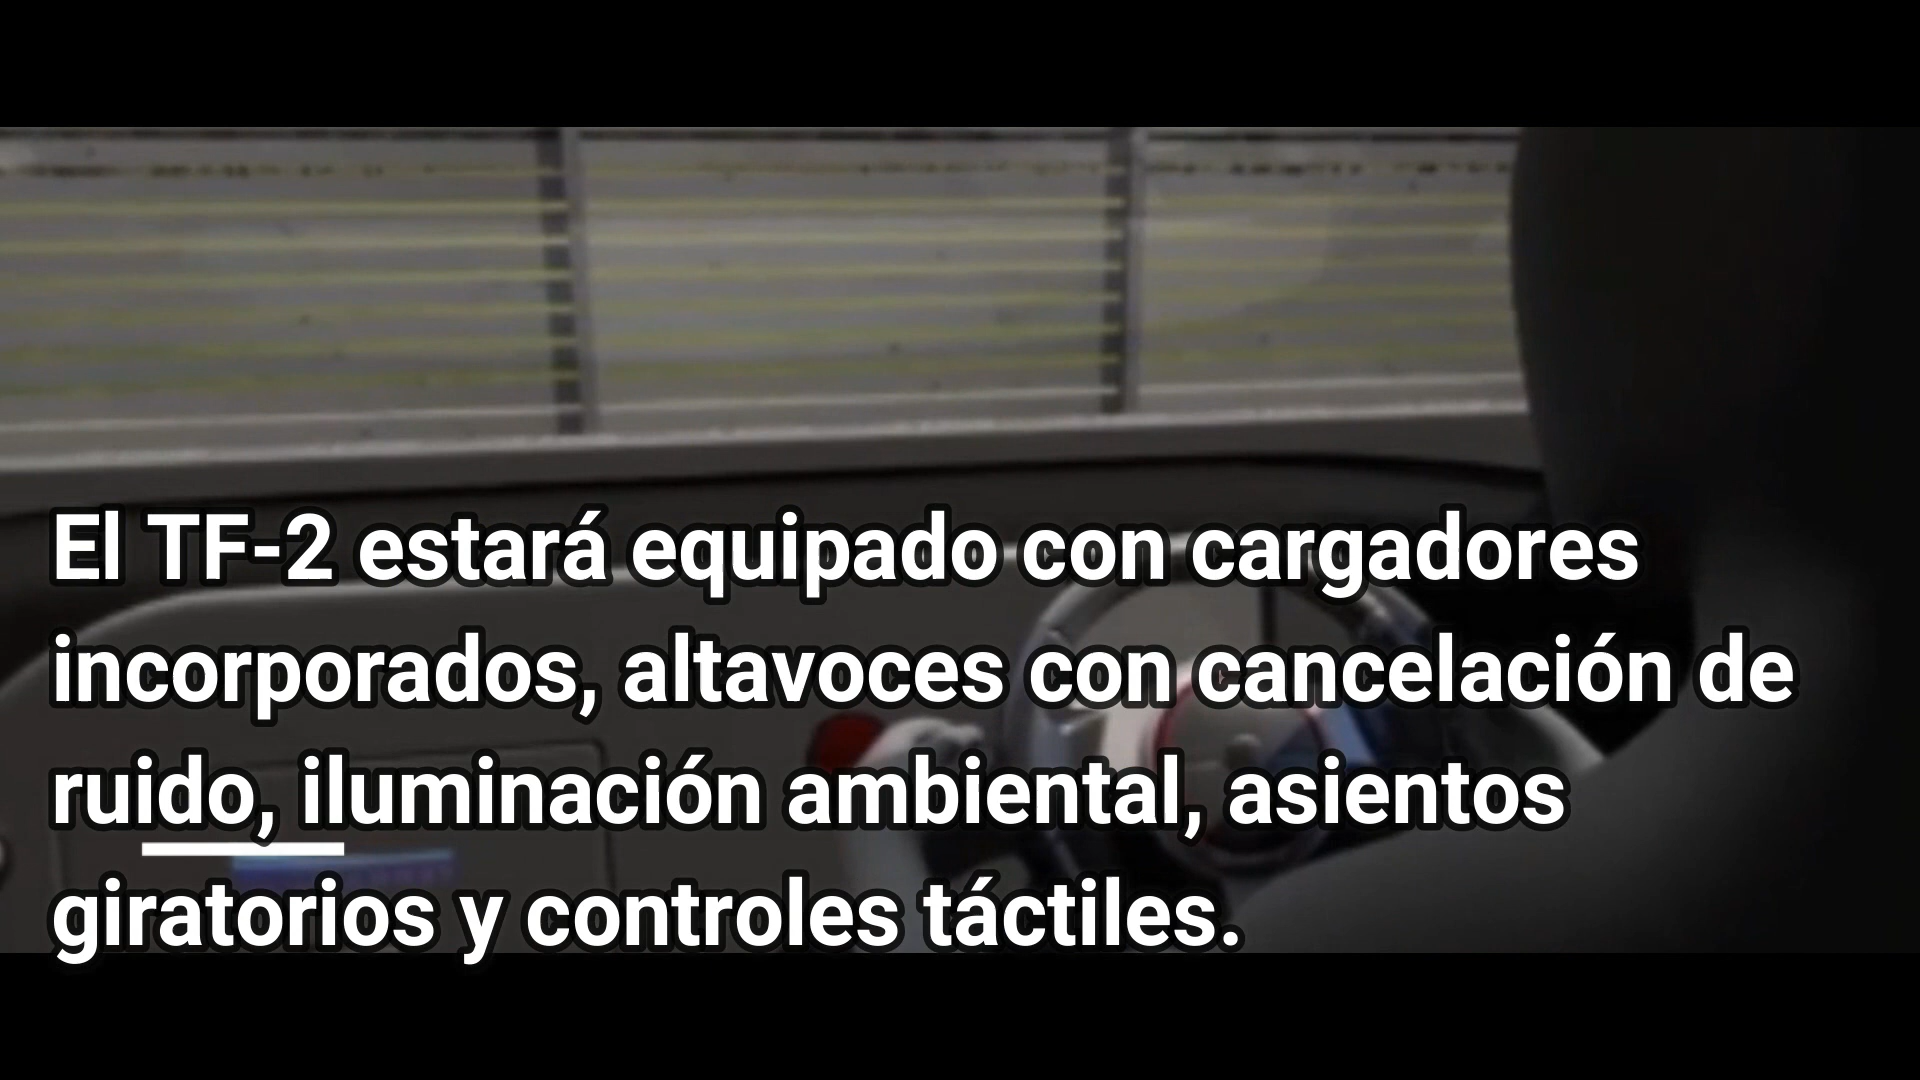 El TF-2 estará equipado con cargadores
incorporados, altavoces con cancelación de
ruido, iluminación ambiental, asientos
giratorios y controles táctiles.